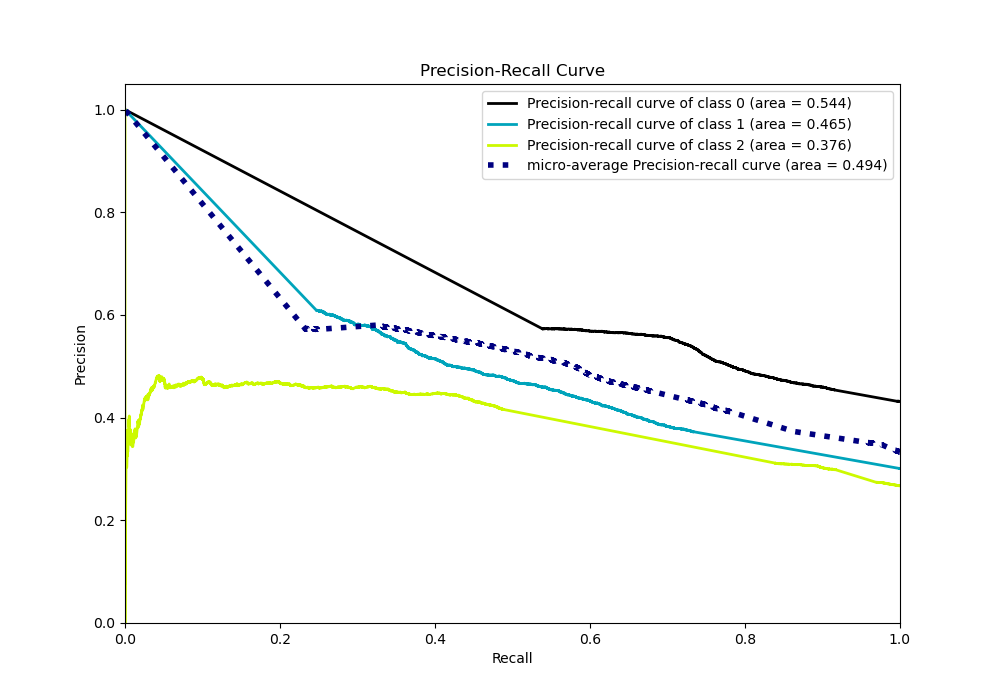 Precision-Recall Curve
Precision-recall curve of class 0 (area = 0.544)
Precision-recall curve of class 1 (area = 0.465)
Precision-recall curve of class 2 (area = 0.376)
micro-average Precision-recall curve (area = 0.494)
Precision
1.0
0.8
0.6
0.4
0.2
0.0
0.0 0.2 0.4 0.6 0.8 1.0
Recall